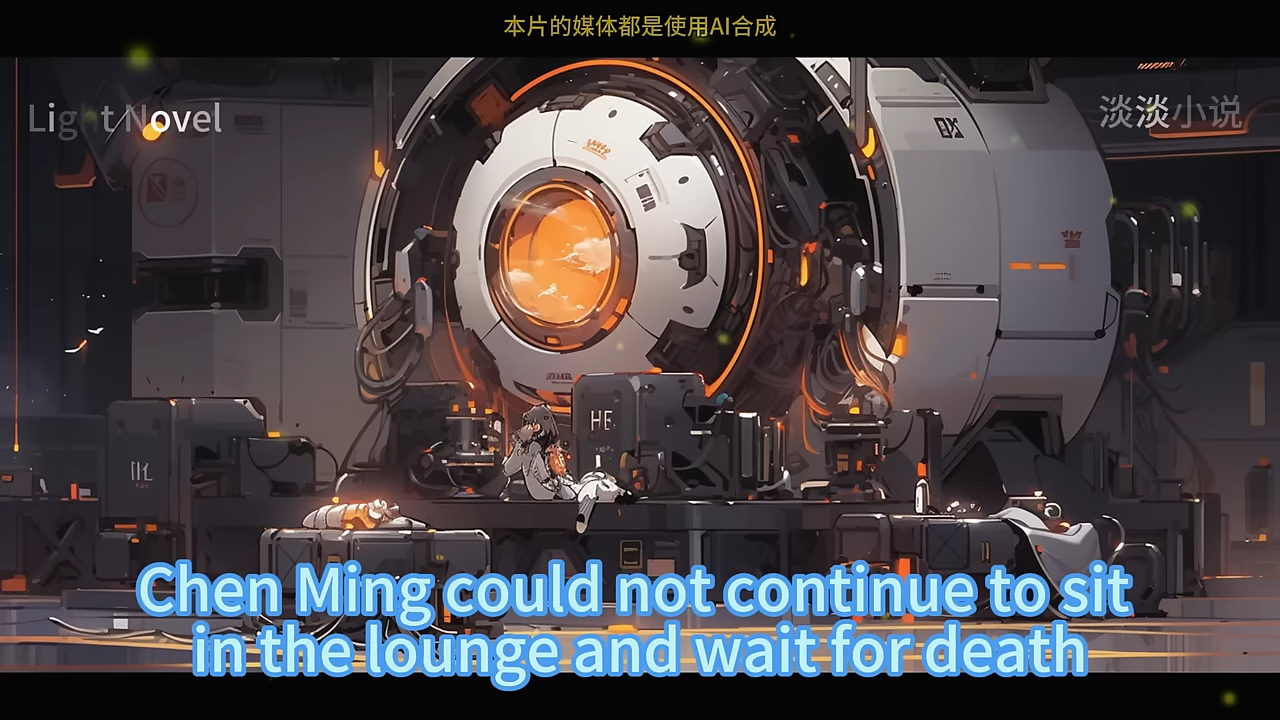 本片的媒体都是使用AI合成
Light Novel
淡淡小说
HE
Chen Ming could not continue to sit
in the lounge and wait for death